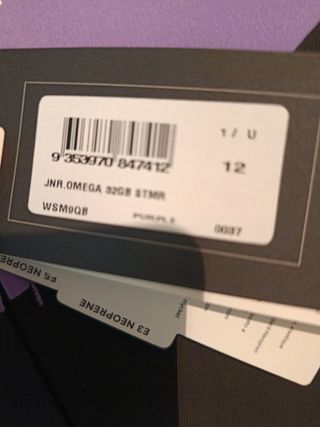 1 / U
12
9 353970 847412
JNR.OMEGA 32GB STMR
WSM9QB
PURPLE
0037
F5 NEOPRENE
E3 NEOPRENE